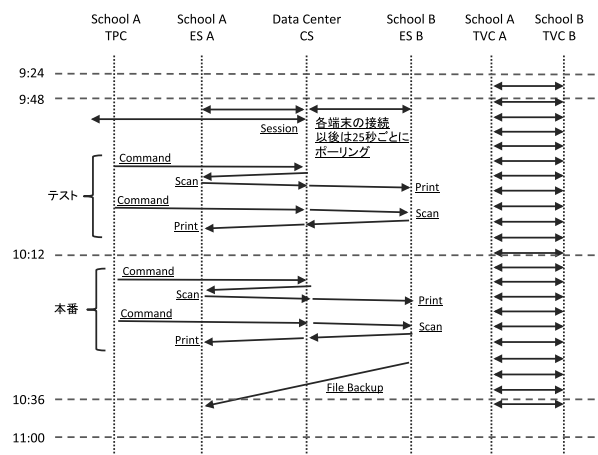 School A
TPC
School A
ES A
Data Center
CS
School B
ES B
School A
TVC A
School B
TVC B
9:24
9:48
Session
各端末の接続
以後は25秒ごとに
ポーリング
テスト
Command
Scan
Print
Command
Scan
Print
10:12
本番
Command
Scan
Print
Command
Scan
Print
File Backup
10:36
11:00